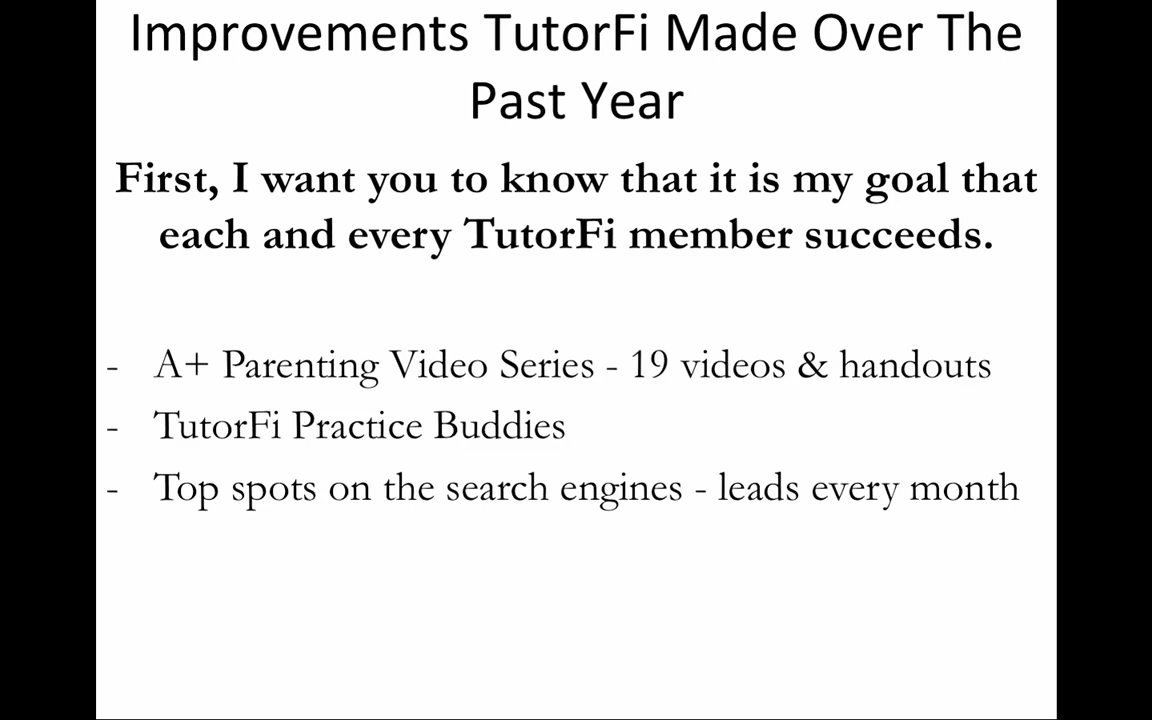 Improvements TutorFi Made Over The
Past Year
First, I want you to know that it is my goal that
each and every TutorFi member succeeds.
- A+ Parenting Video Series - 19 videos & handouts
- TutorFi Practice Buddies
- Top spots on the search engines - leads every month